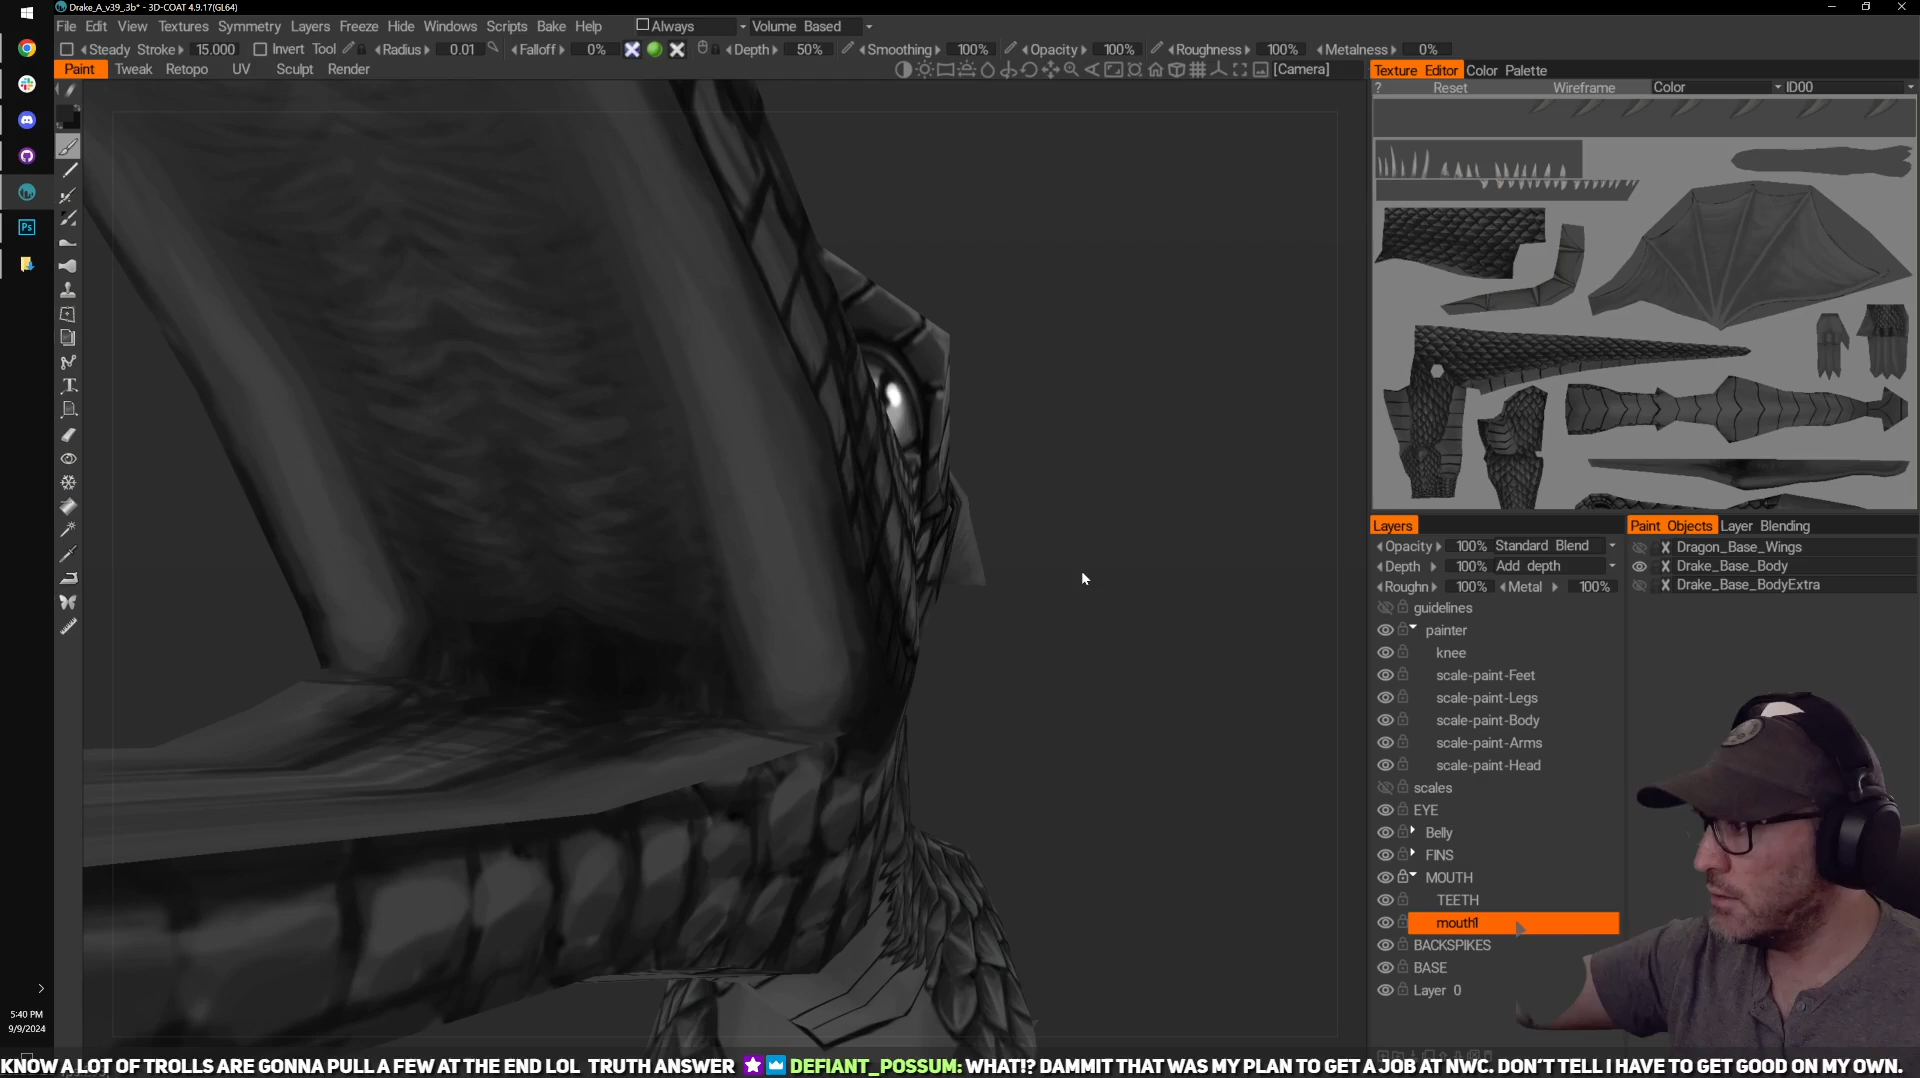 Drake_A_v39_.3b* - 3D-COAT 4.9.17(GL64)
File Edit View Textures Symmetry Layers Freeze Hide Windows Scripts Bake Help Always Volume Based
Steady Stroke 15.000 Invert Tool Radius 0.01 Falloff 0% Depth 50% Smoothing 100% Opacity 100% Roughness 100% Metalness 0%
Paint Tweak Retopo UV Sculpt Render [Camera]
Texture Editor Color Palette
? Reset Wireframe Color ID00
Layers
Opacity 100% Standard Blend
Depth 100% Add depth
Roughn 100% Metal 100%
guidelines
painter
knee
scale-paint-Feet
scale-paint-Legs
scale-paint-Body
scale-paint-Arms
scale-paint-Head
scales
EYE
Belly
FINS
MOUTH
TEETH
mouth1
BACKSPIKES
BASE
Layer 0
Paint Objects Layer Blending
X Dragon_Base_Wings
X Drake_Base_Body
X Drake_Base_BodyExtra
Ps
5:40 PM
9/9/2024
KNOW A LOT OF TROLLS ARE GONNA PULL A FEW AT THE END LOL TRUTH ANSWER DEFIANT_POSSUM: WHAT!? DAMMIT THAT WAS MY PLAN TO GET A JOB AT NWC. DON'T TELL I HAVE TO GET GOOD ON MY OWN.